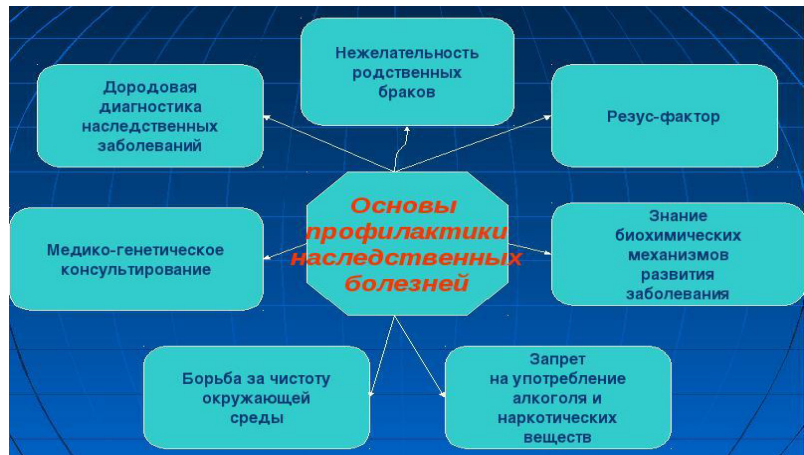 Нежелательность
родственных
браков
Дородовая
диагностика
наследственных
заболеваний
Резус-фактор
Основы
профилактики
наследственных
болезней
Медико-генетическое
консультирование
Знание
биохимических
механизмов
развития
заболевания
Борьба за чистоту
окружающей
среды
Запрет
на употребление
алкоголя и
наркотических
веществ